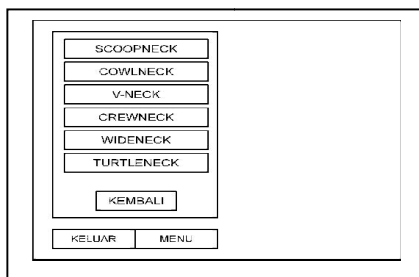 SCOOPNECK
COWLNECK
V-NECK
CREWNECK
WIDENECK
TURTLENECK
KEMBALI
KELUAR MENU